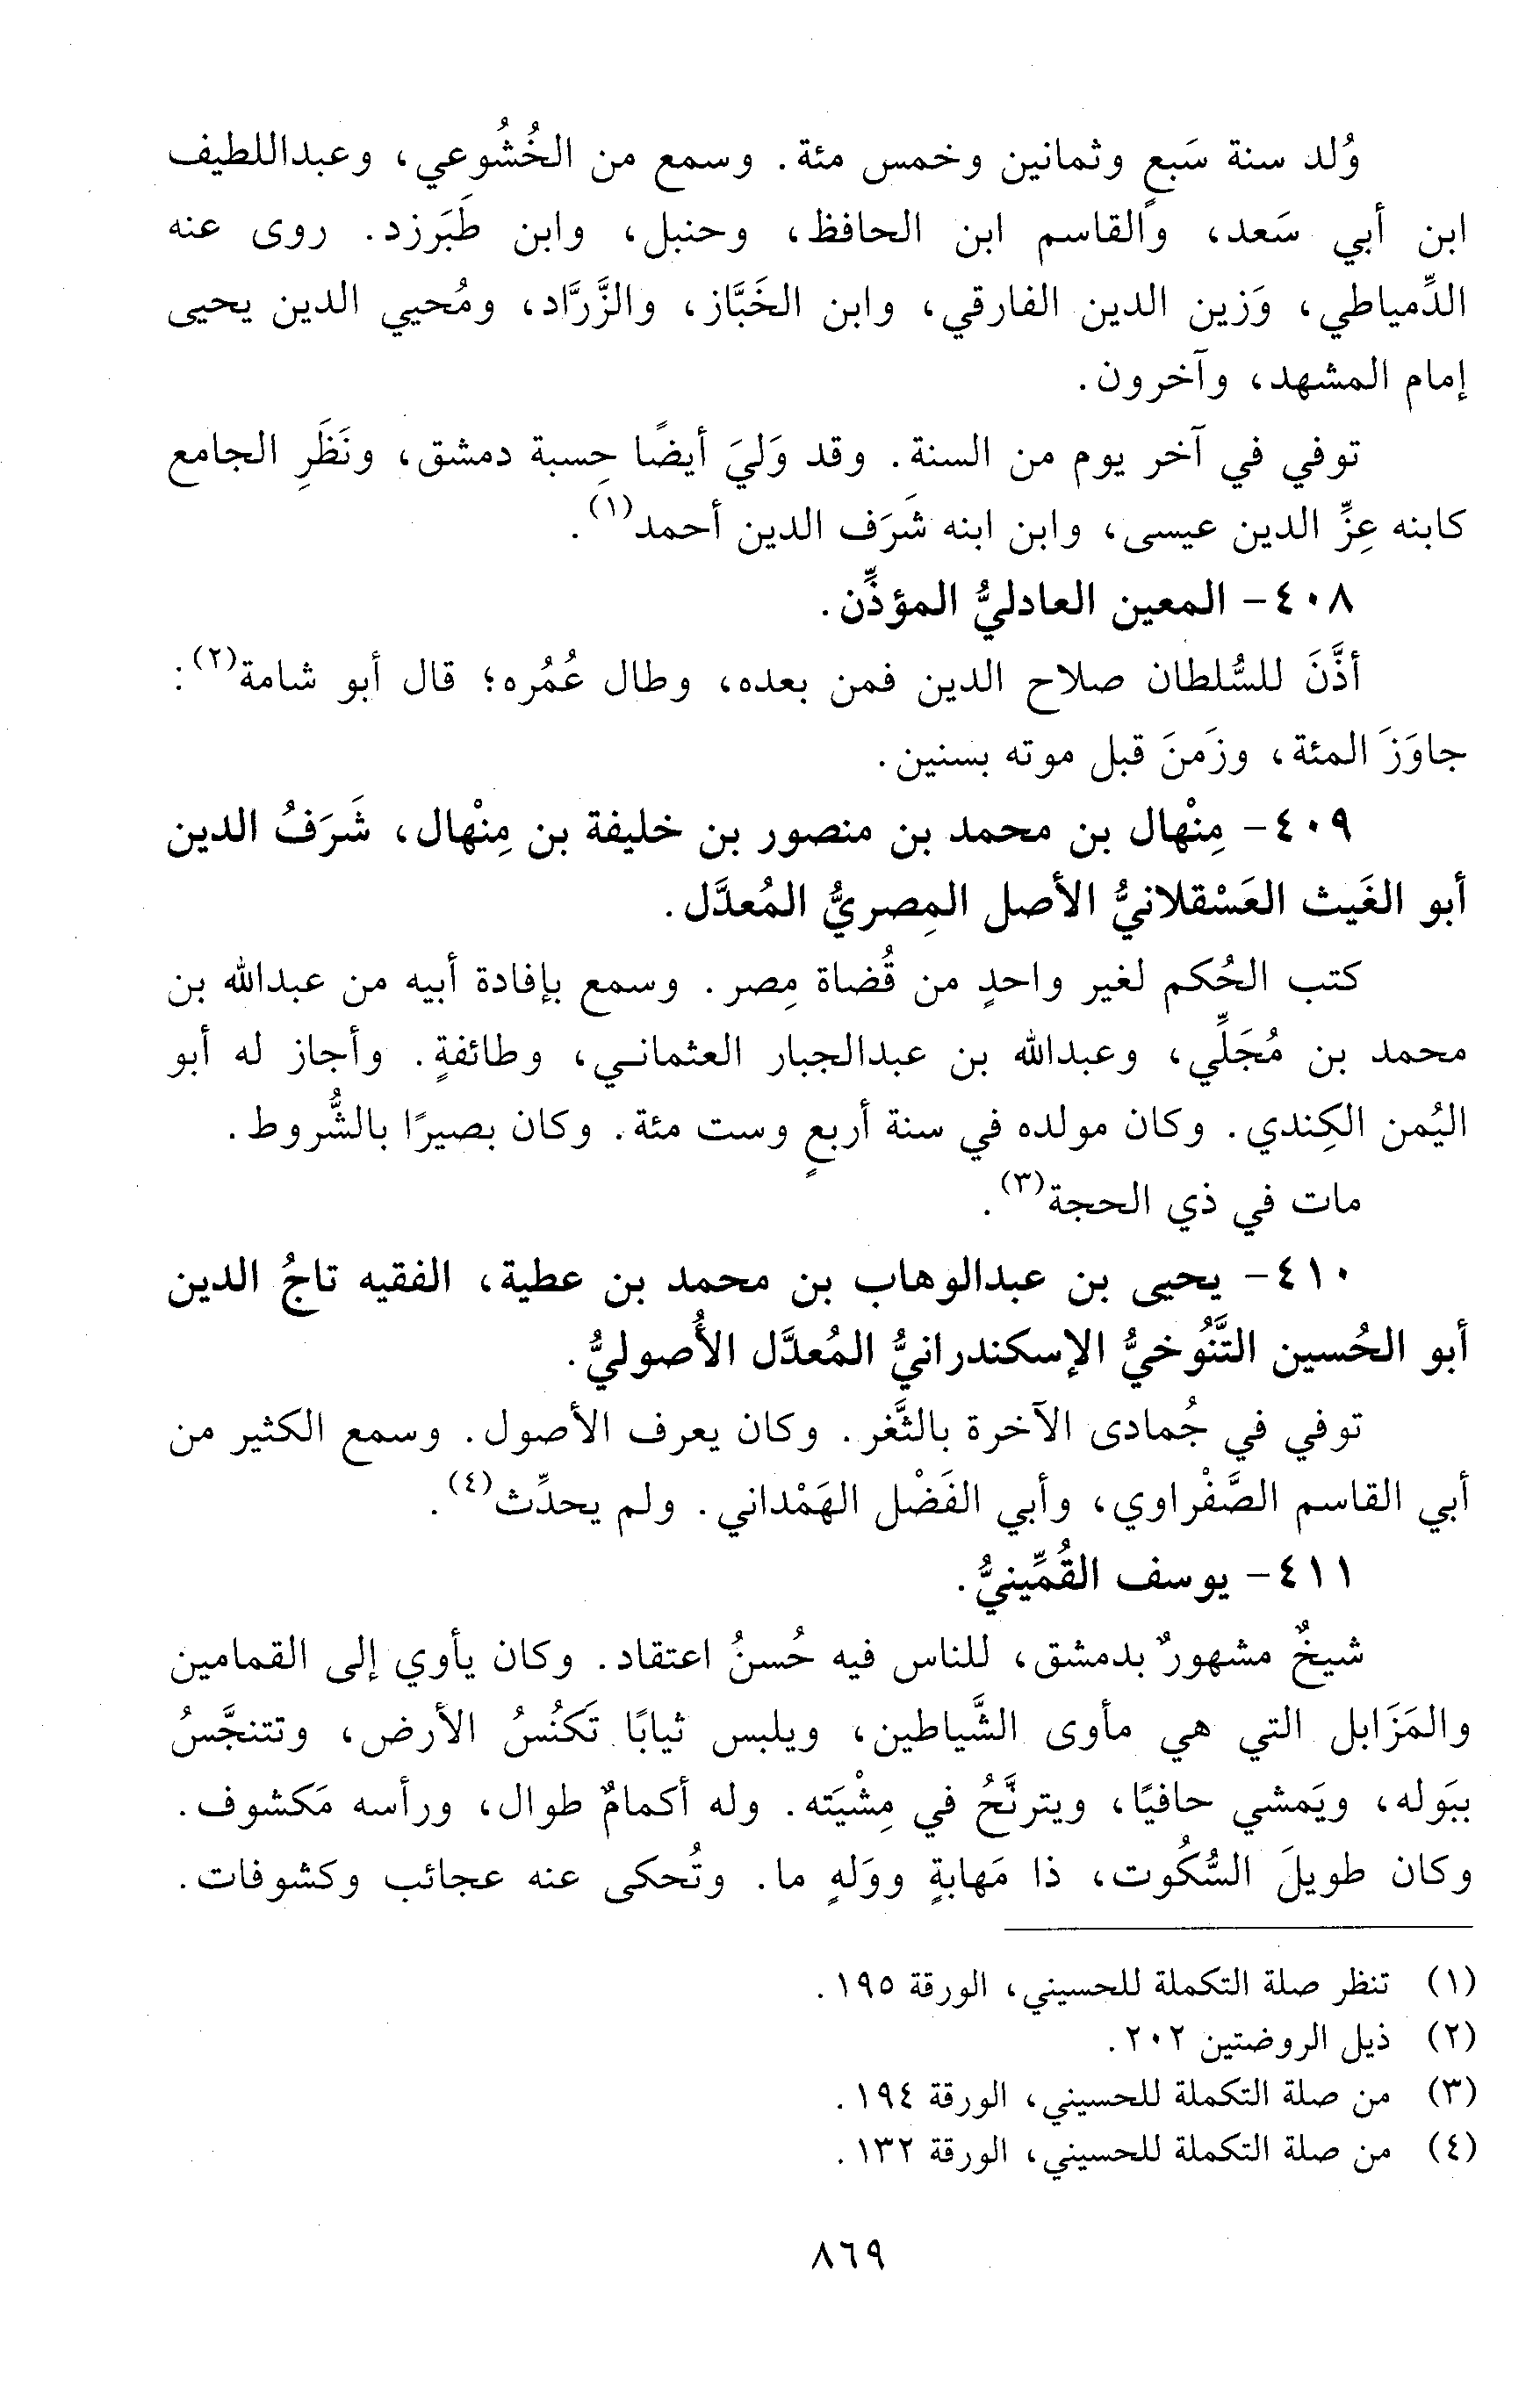 وُلد سنة سَبعٍ وثمانين وخمس مئة. وسمع من الخُشُوعي، وعبداللطيف
ابن أبي سَعد، والقاسم ابن الحافظ، وحنبل، وابن طَبَرزد. روى عنه
الدِّمياطي، وَزين الدين الفارقي، وابن الخَبَّاز، والزَّرَّاد، ومُحيي الدين يحيى
إمام المشهد، وآخرون.
توفي في آخر يوم من السنة. وقد وَليَ أيضًا حِسبة دمشق، ونَظَرِ الجامع
كابنه عِزِّ الدين عيسى، وابن ابنه شَرَف الدين أحمد(١).
٤٠٨- المعين العادليُّ المؤذِّن.
أذَّنَ للسُّلطان صلاح الدين فمن بعده، وطال عُمُره؛ قال أبو شامة(٢):
جاوَزَ المئة، وزَمنَ قبل موته بسنين.
٤٠٩- مِنْهال بن محمد بن منصور بن خليفة بن مِنْهال، شَرَفُ الدين
أبو الغَيث العَسْقلانيُّ الأصل المِصريُّ المُعدَّل.
كتب الحُكم لغير واحدٍ من قُضاة مِصر. وسمع بإفادة أبيه من عبدالله بن
محمد بن مُجَلِّي، وعبدالله بن عبدالجبار العثماني، وطائفةٍ. وأجاز له أبو
اليُمن الكِندي. وكان مولده في سنة أربعٍ وست مئة. وكان بصيرًا بالشُّروط.
مات في ذي الحجة(٣).
٤١٠- يحيى بن عبدالوهاب بن محمد بن عطية، الفقيه تاجُ الدين
أبو الحُسين التَّنُوخيُّ الإسكندرانيُّ المُعدَّل الأُصوليُّ.
توفي في جُمادى الآخرة بالثَّغر. وكان يعرف الأصول. وسمع الكثير من
أبي القاسم الصَّفْراوي، وأبي الفَضْل الهَمْداني. ولم يحدِّث(٤).
٤١١- يوسف القُمِّينيُّ.
شيخٌ مشهورٌ بدمشق، للناس فيه حُسنُ اعتقاد. وكان يأوي إلى القمامين
والمَزَابل التي هي مأوى الشَّياطين، ويلبس ثيابًا تَكنُسُ الأرض، وتتنجَّسُ
ببَوله، ويَمشي حافيًا، ويترنَّحُ في مِشْيَته. وله أكمامٌ طوال، ورأسه مَكشوف.
وكان طويلَ السُّكُوت، ذا مَهابةٍ ووَلهٍ ما. وتُحكى عنه عجائب وكشوفات.
(١) تنظر صلة التكملة للحسيني، الورقة ١٩٥.
(٢) ذيل الروضتين ٢٠٢.
(٣) من صلة التكملة للحسيني، الورقة ١٩٤.
(٤) من صلة التكملة للحسيني، الورقة ١٣٢.
٨٦٩